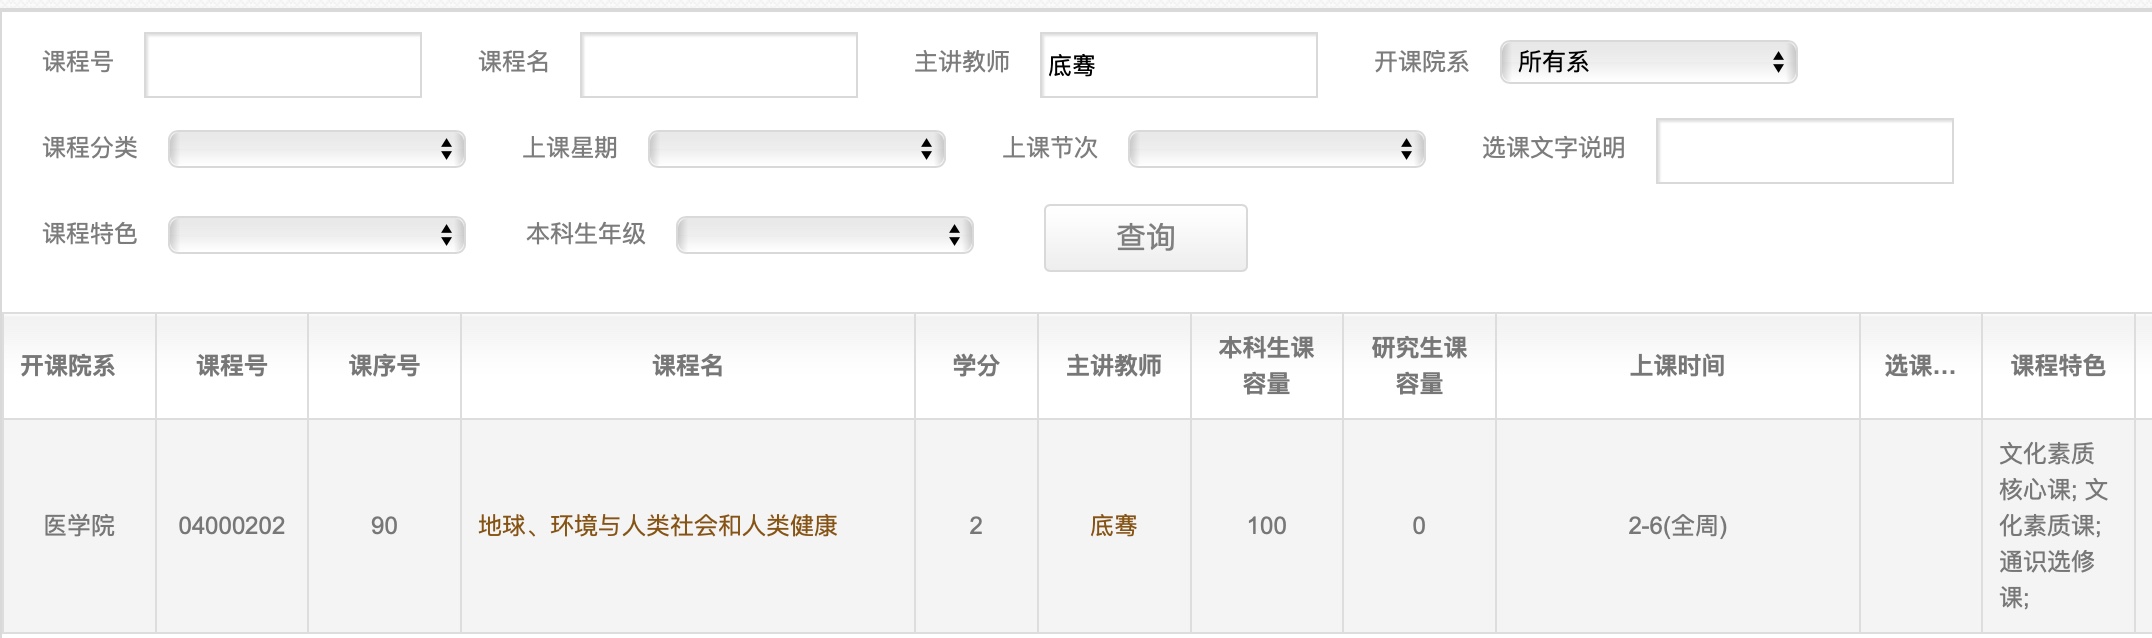 课程号 课程名 主讲教师 底骞 开课院系 所有系
课程分类 上课星期 上课节次 选课文字说明
课程特色 本科生年级 查询
开课院系 课程号 课序号 课程名 学分 主讲教师 本科生课容量 研究生课容量 上课时间 选课... 课程特色
医学院 04000202 90 地球、环境与人类社会和人类健康 2 底骞 100 0 2-6(全周) 文化素质核心课; 文化素质课; 通识选修课;